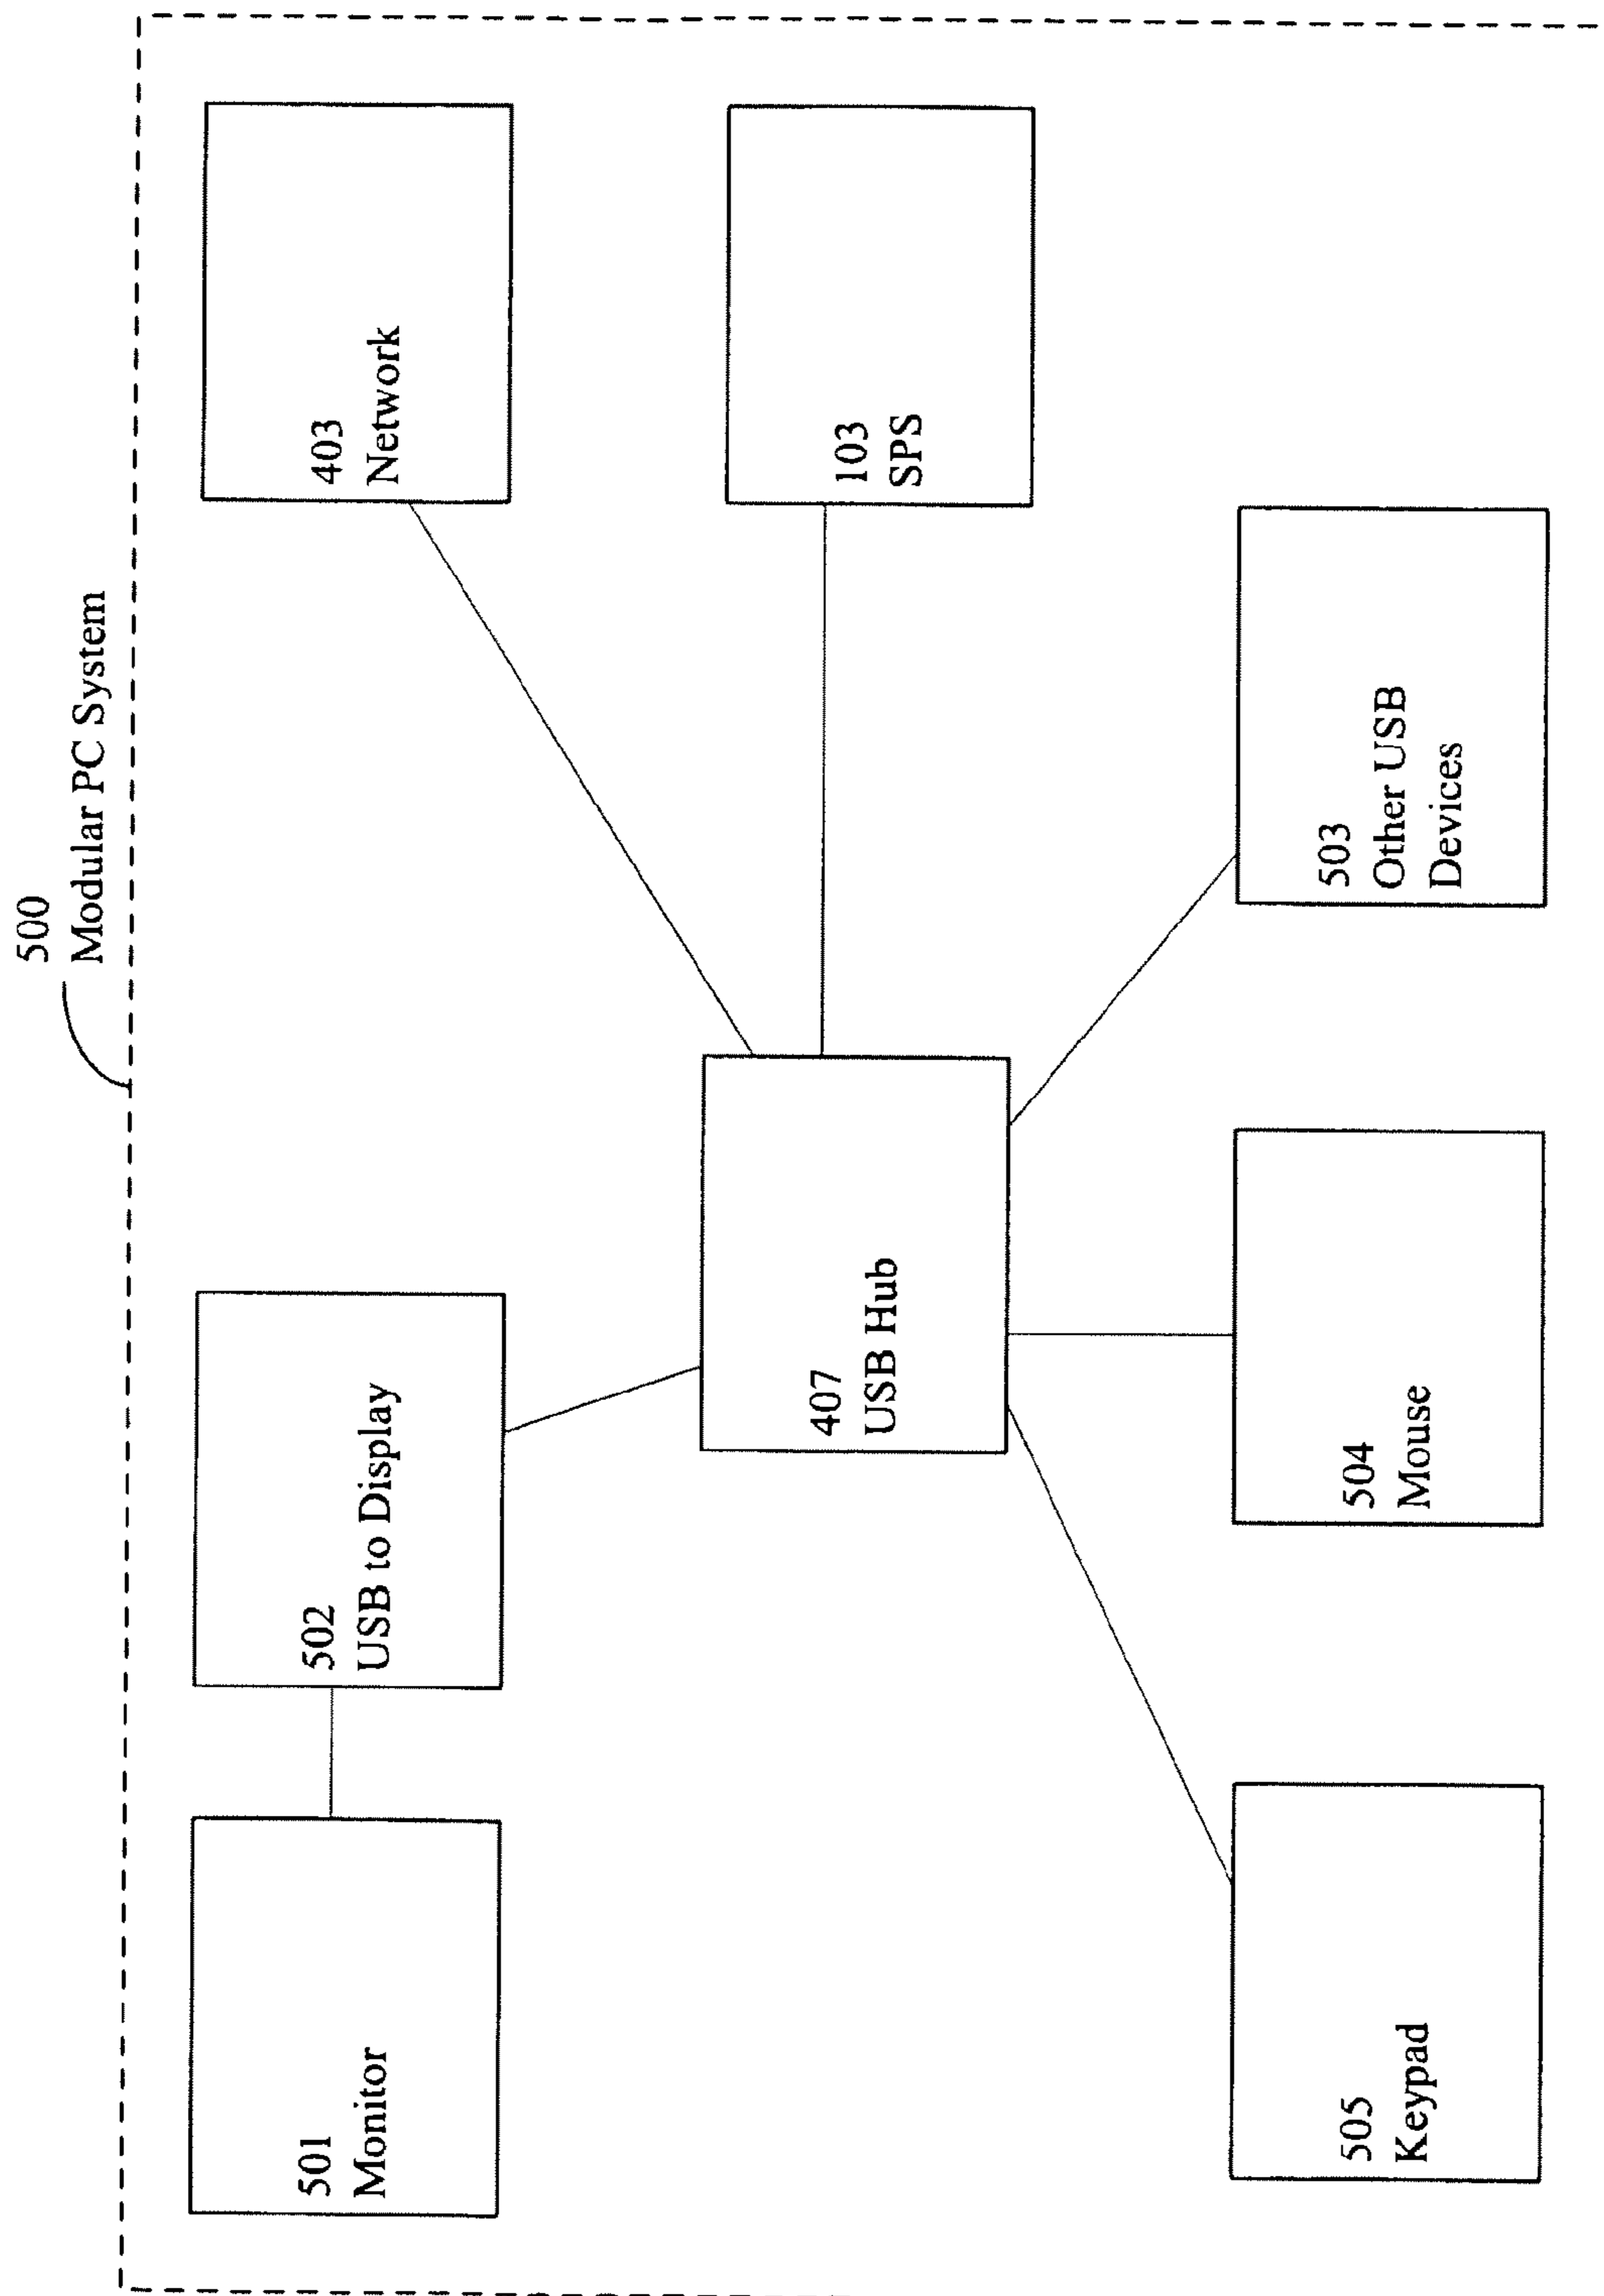 500
Modular PC System
501
Monitor
502
USB to Display
403
Network
407
USB Hub
103
SPS
505
Keypad
504
Mouse
503
Other USB
Devices